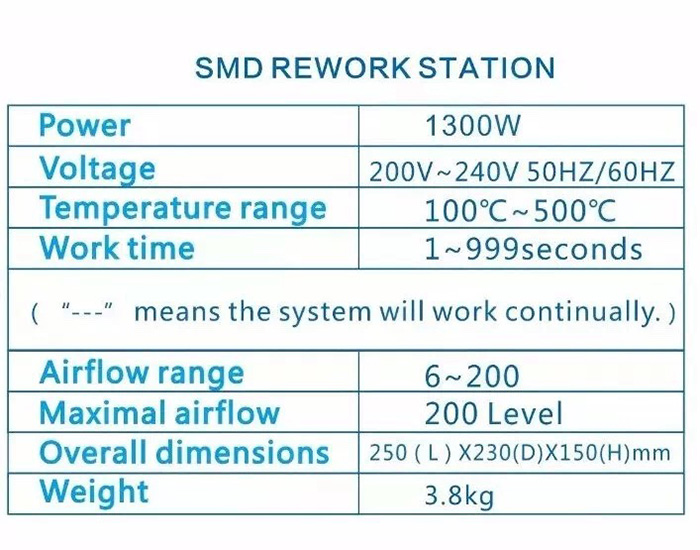 SMD REWORK STATION
Power 1300W
Voltage 200V~240V 50HZ/60HZ
Temperature range 100℃~500℃
Work time 1~999seconds
( “---” means the system will work continually. )
Airflow range 6~200
Maximal airflow 200 Level
Overall dimensions 250 ( L ) X230(D)X150(H)mm
Weight 3.8kg